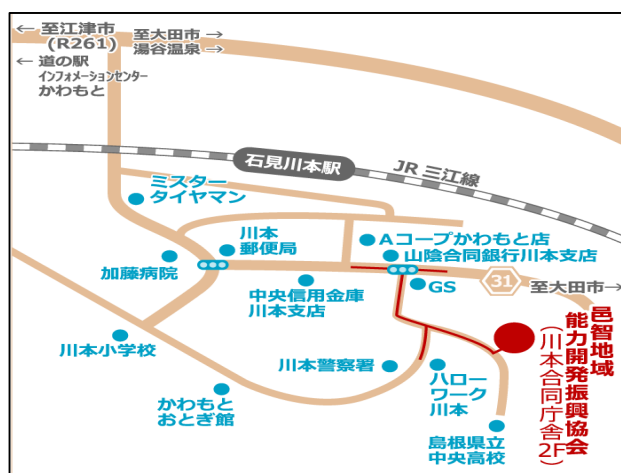 ← 至江津市
(R261)
至大田市 →
湯谷温泉
← 道の駅
インフォメーションセンター
かわもと
石見川本駅
JR 三江線
ミスター
タイヤマン
川本
郵便局
加藤病院
Aコープかわもと店
山陰合同銀行川本支店
中央信用金庫
川本支店
GS
31
至大田市→
川本小学校
川本警察署
かわもと
おとぎ館
ハロー
ワーク
川本
島根県立
中央高校
邑智地域
能力開発振興協会
(川本合同庁舎2F)